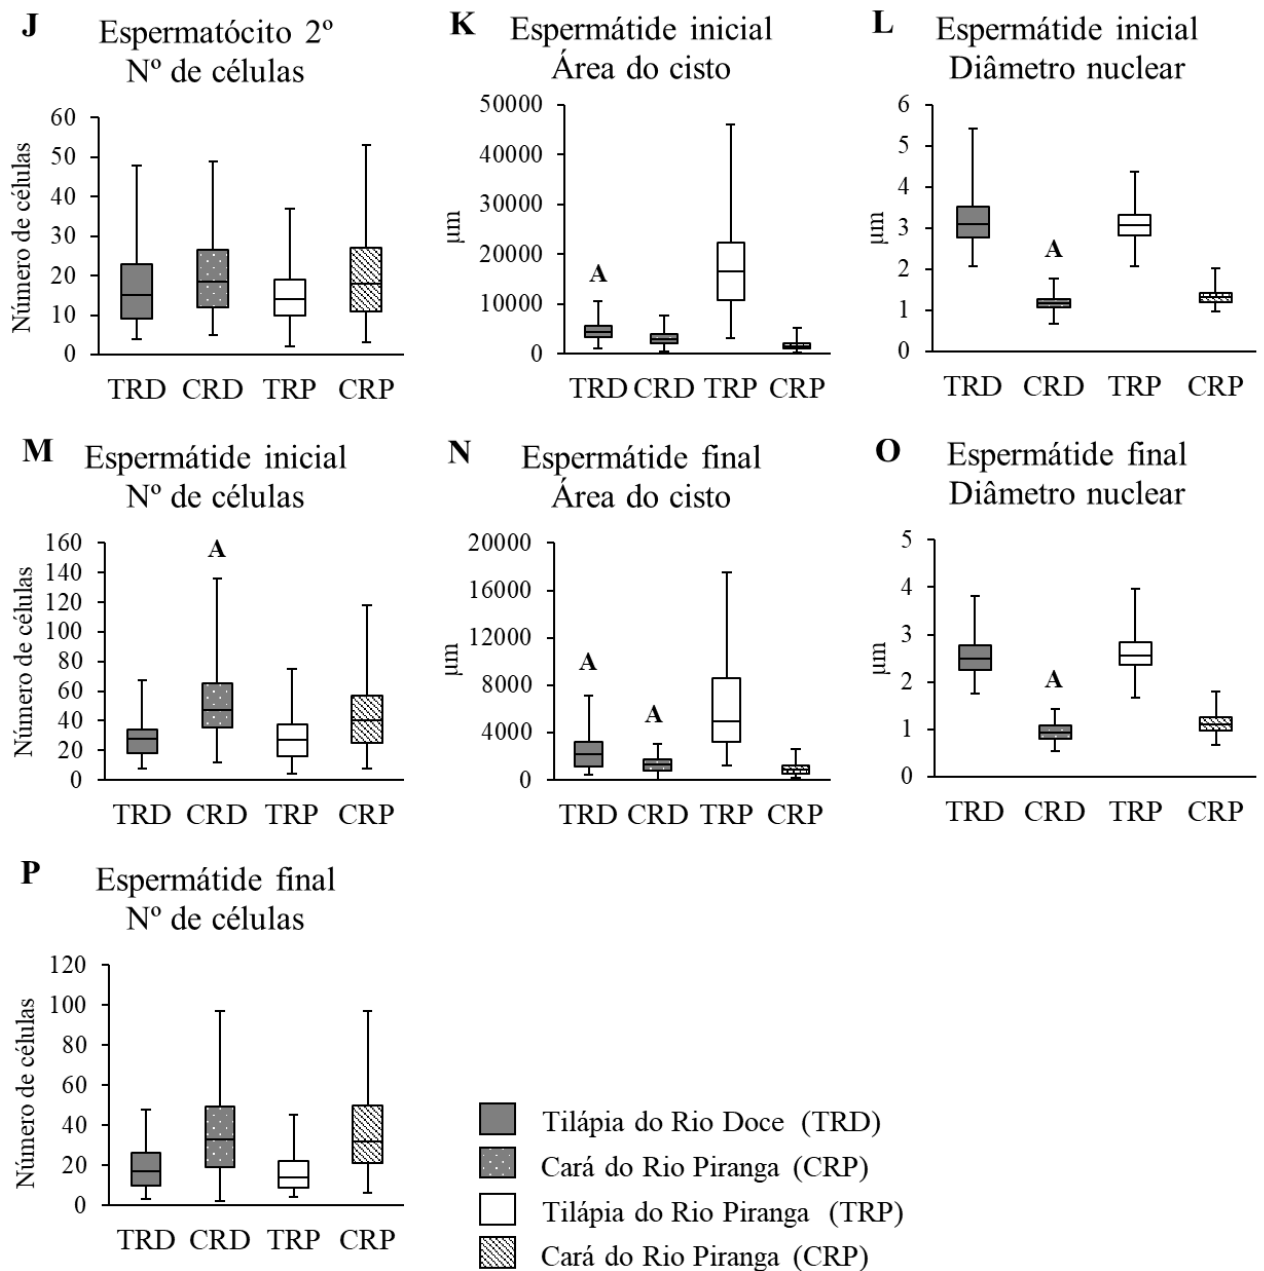 J Espermatócito 2º
Nº de células
Número de células
60
50
40
30
20
10
0
TRD CRD TRP CRP
K Espermátide inicial
Área do cisto
µm
50000
40000
30000
20000
10000
0
A
TRD CRD TRP CRP
L Espermátide inicial
Diâmetro nuclear
µm
6
5
4
3
2
1
0
A
TRD CRD TRP CRP
M Espermátide inicial
Nº de células
Número de células
160
140
120
100
80
60
40
20
0
A
TRD CRD TRP CRP
N Espermátide final
Área do cisto
µm
20000
16000
12000
8000
4000
0
A
A
TRD CRD TRP CRP
O Espermátide final
Diâmetro nuclear
µm
5
4
3
2
1
0
A
TRD CRD TRP CRP
P Espermátide final
Nº de células
Número de células
120
100
80
60
40
20
0
TRD CRD TRP CRP
Tilápia do Rio Doce (TRD)
Cará do Rio Piranga (CRP)
Tilápia do Rio Piranga (TRP)
Cará do Rio Piranga (CRP)